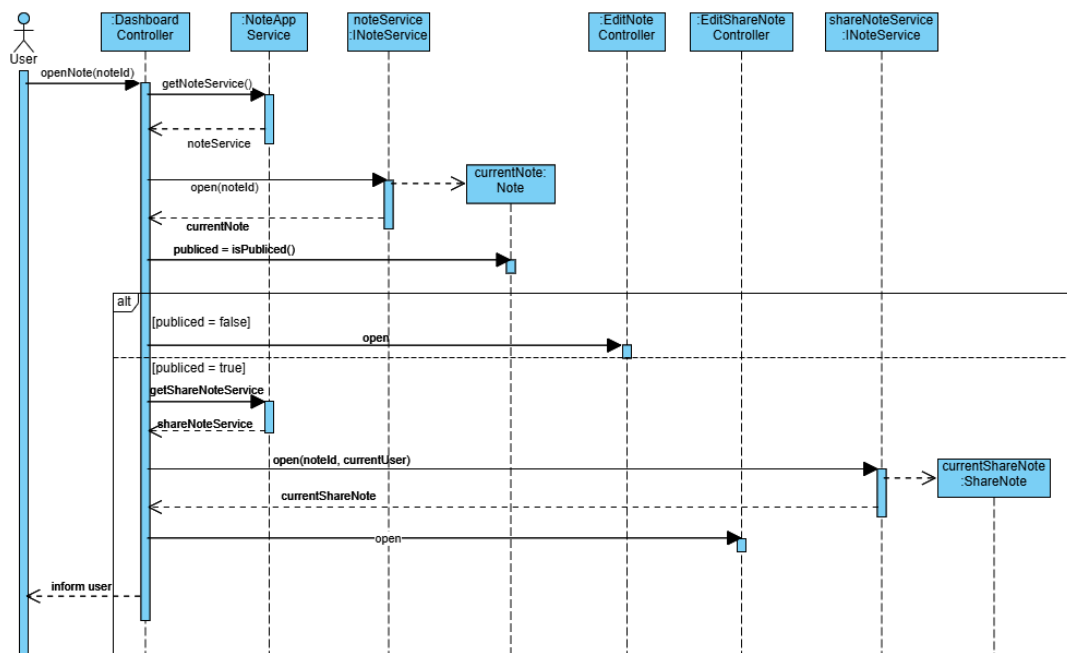 :Dashboard
Controller
:NoteApp
Service
noteService
:INoteService
:EditNote
Controller
:EditShareNote
Controller
shareNoteService
:INoteService
User
openNote(noteId)
getNoteService()
noteService
currentNote:
Note
open(noteId)
currentNote
publiced = isPubliced()
alt
[publiced = false]
open
[publiced = true]
getShareNoteService
shareNoteService
open(noteId, currentUser)
currentShareNote
:ShareNote
currentShareNote
open
inform user